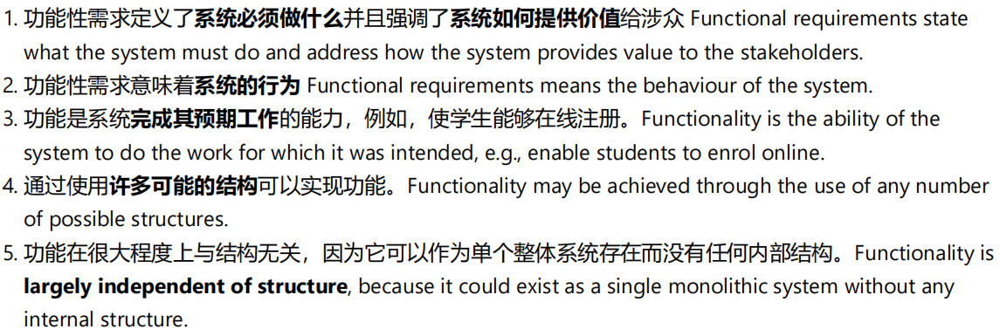 1. 功能性需求定义了系统必须做什么并且强调了系统如何提供价值给涉众 Functional requirements state
what the system must do and address how the system provides value to the stakeholders.
2. 功能性需求意味着系统的行为 Functional requirements means the behaviour of the system.
3. 功能是系统完成其预期工作的能力，例如，使学生能够在线注册。Functionality is the ability of the
system to do the work for which it was intended, e.g., enable students to enrol online.
4. 通过使用许多可能的结构可以实现功能。Functionality may be achieved through the use of any number
of possible structures.
5. 功能在很大程度上与结构无关，因为它可以作为单个整体系统存在而没有任何内部结构。Functionality is
largely independent of structure, because it could exist as a single monolithic system without any
internal structure.